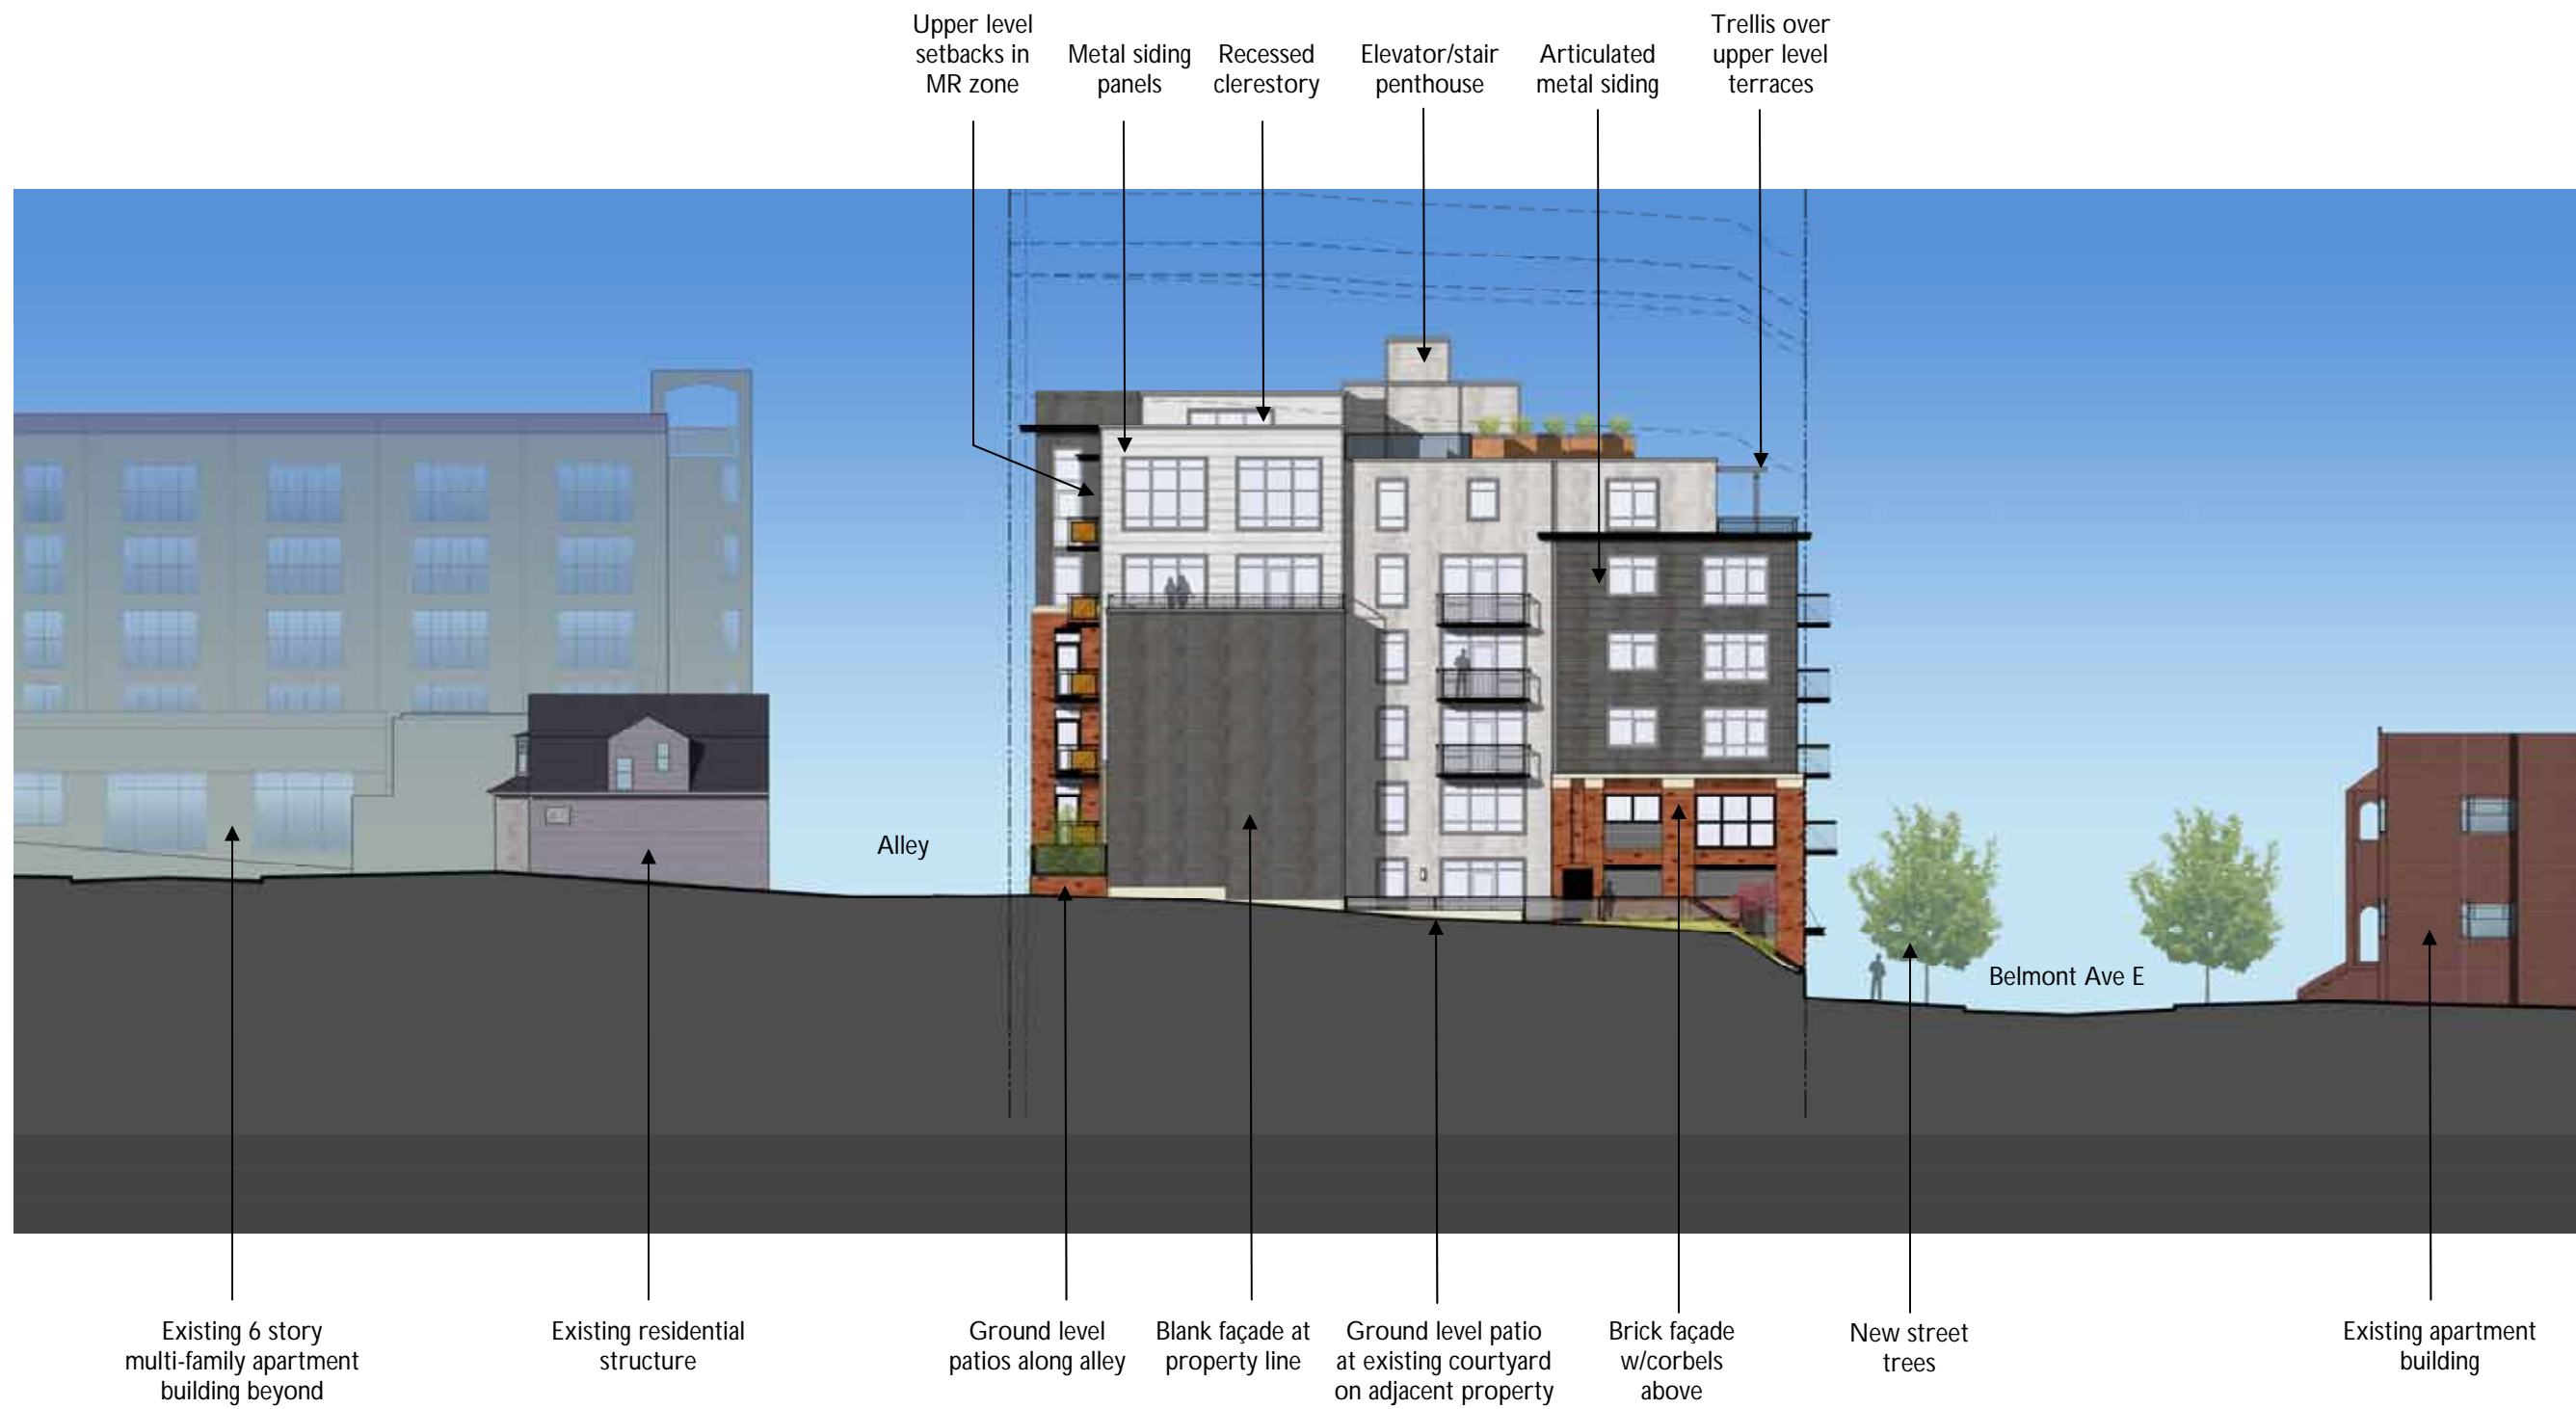 Upper level
setbacks in
MR zone
Metal siding
panels
Recessed
clerestory
Elevator/stair
penthouse
Articulated
metal siding
Trellis over
upper level
terraces
Alley
Belmont Ave E
Existing 6 story
multi-family apartment
building beyond
Existing residential
structure
Ground level
patios along alley
Blank façade at
property line
Ground level patio
at existing courtyard
on adjacent property
Brick façade
w/corbels
above
New street
trees
Existing apartment
building